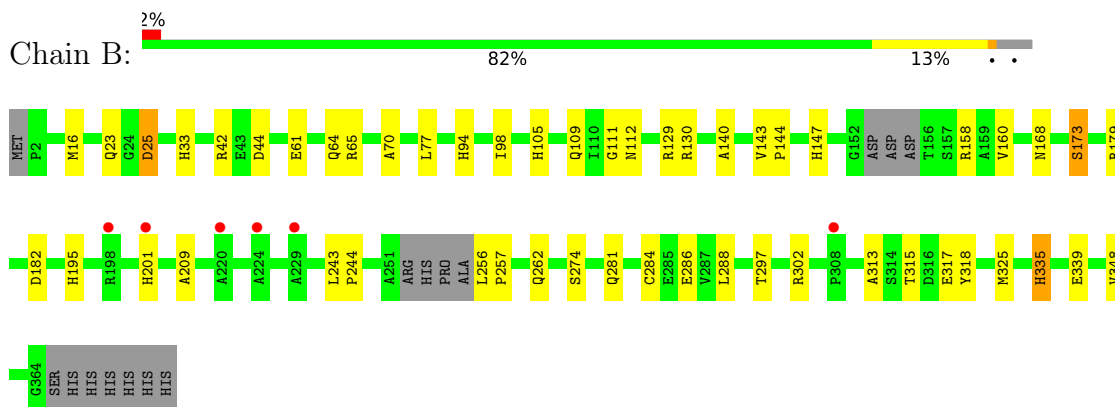 2%
Chain B:
82% 13% • •
MET P2 M16 Q23 G24 D25 H33 R42 E43 D44 E61 Q64 R65 A70 L77 H94 I98 H105 Q109 I110 G111 N112 R129 R130 A140 V143 P144 H147 G152 ASP ASP ASP T156 S157 R158 A159 V160 N168 S173
D182 H195 R198 H201 A209 A220 A224 A229 L243 P244 A251 ARG HIS PRO ALA L256 P257 Q262 S274 Q281 C284 E285 E286 V287 L288 T297 R302 P308 A313 S314 T315 D316 E317 Y318 M325 H335 E339
G364 SER HIS HIS HIS HIS HIS HIS